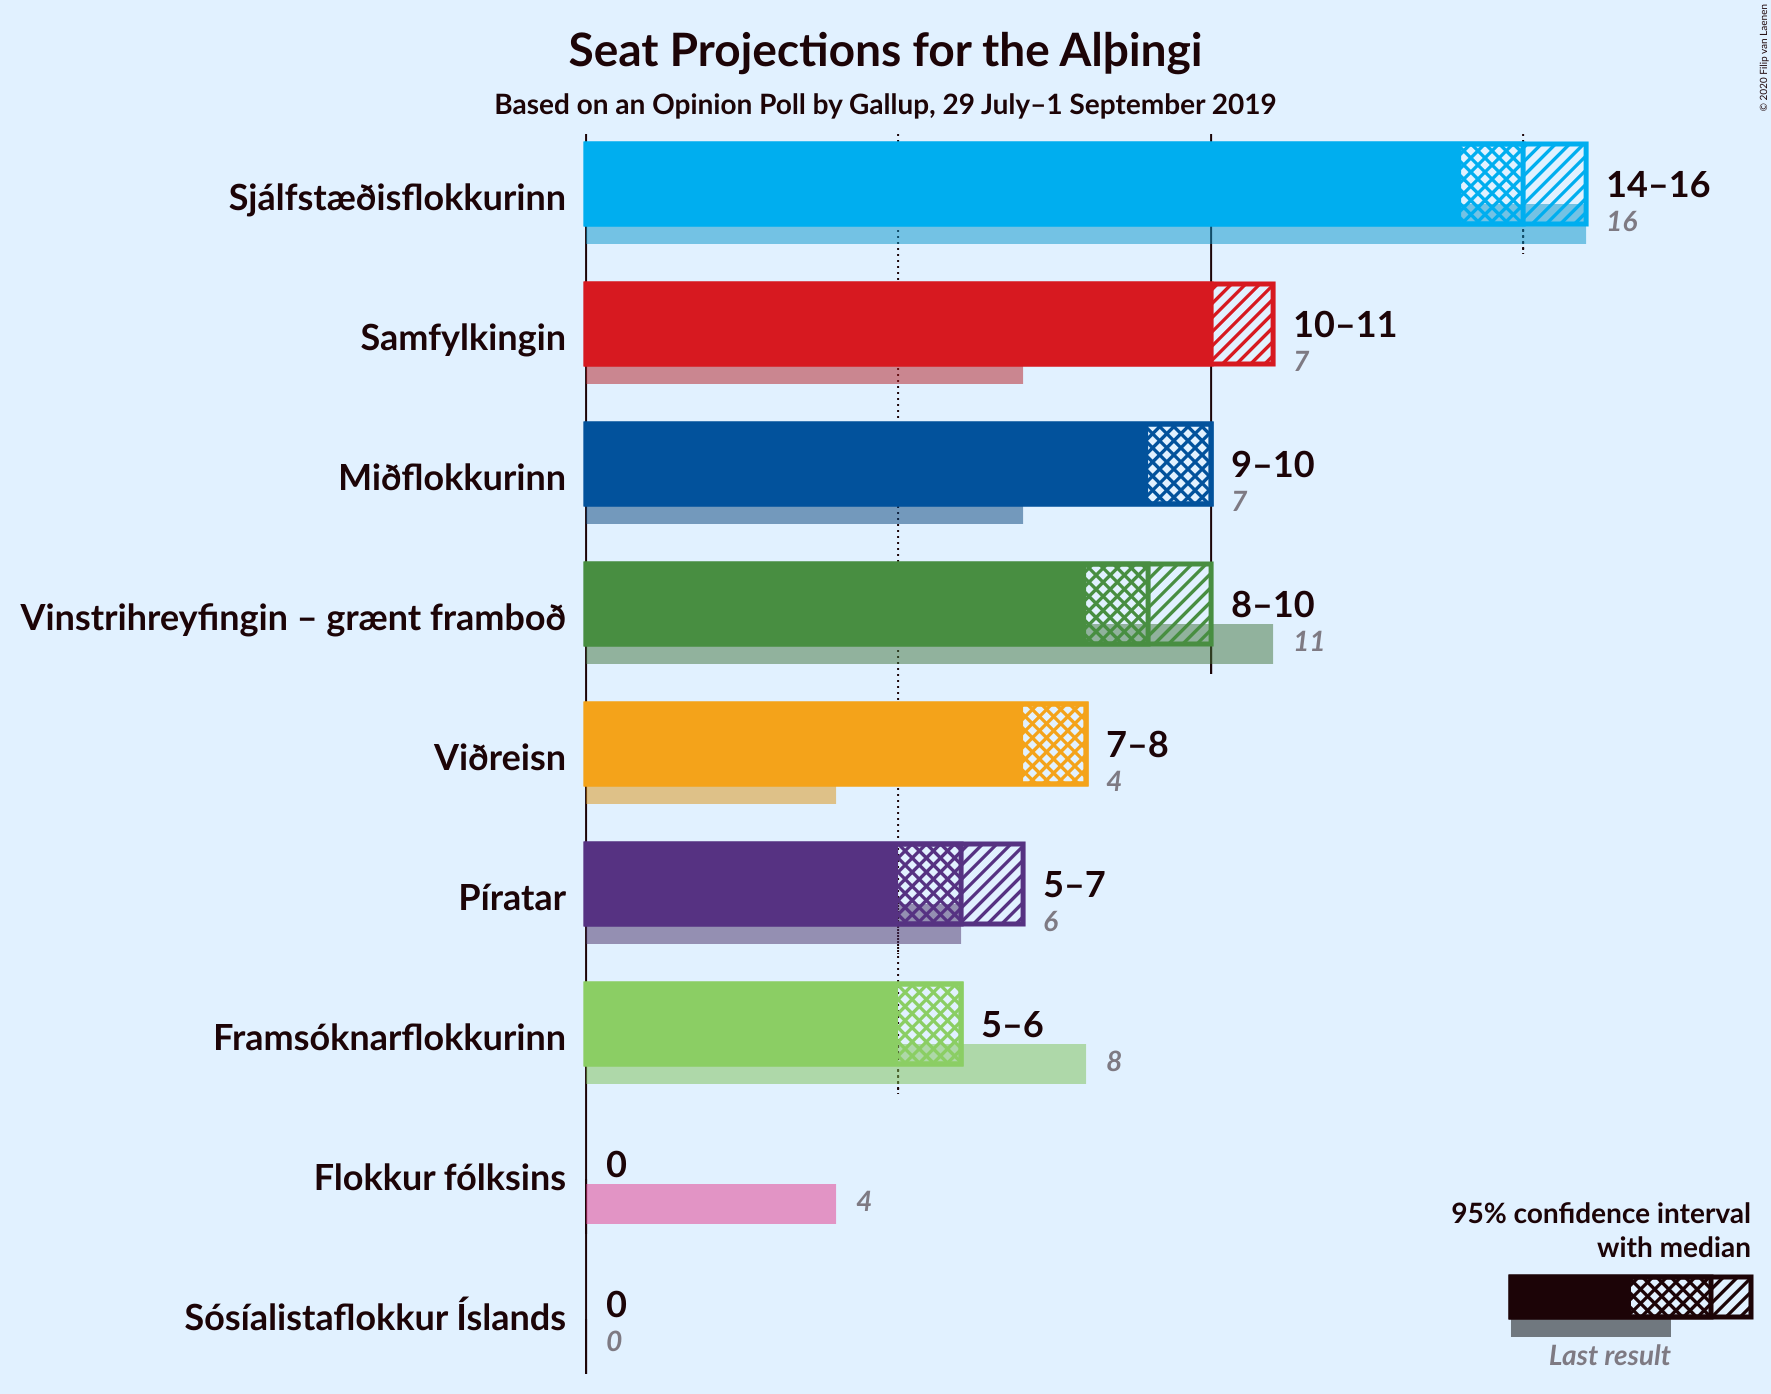 Seat Projections for the Alþingi
Based on an Opinion Poll by Gallup, 29 July–1 September 2019
© 2020 Filip van Laenen
Sjálfstæðisflokkurinn
14–16
16
Samfylkingin
10–11
7
Miðflokkurinn
9–10
7
Vinstrihreyfingin – grænt framboð
8–10
11
Viðreisn
7–8
4
Píratar
5–7
6
Framsóknarflokkurinn
5–6
8
Flokkur fólksins
0
4
Sósíalistaflokkur Íslands
0
0
95% confidence interval
with median
Last result